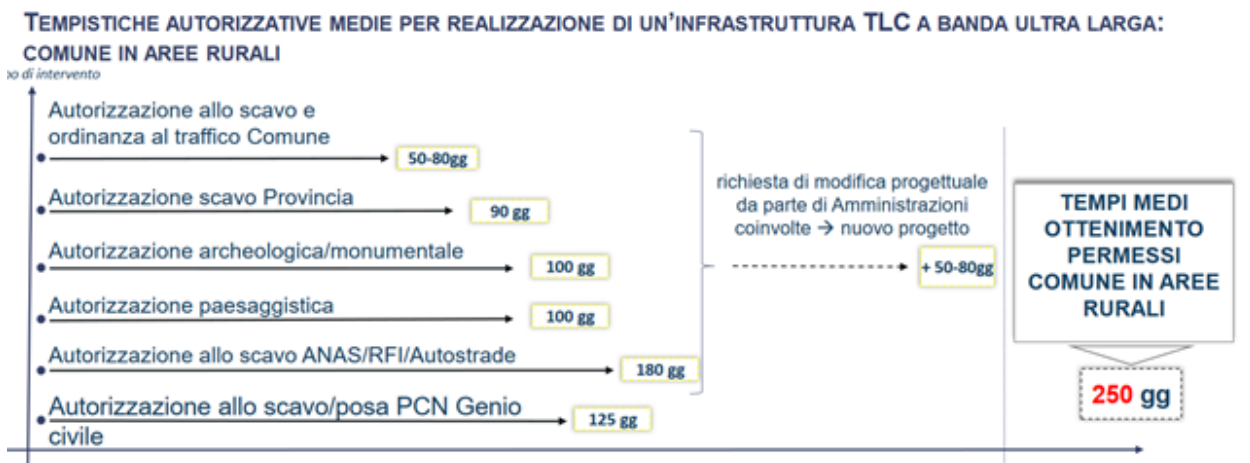 TEMPISTICHE AUTORIZZATIVE MEDIE PER REALIZZAZIONE DI UN'INFRASTRUTTURA TLC A BANDA ULTRA LARGA:
COMUNE IN AREE RURALI
po di intervento
Autorizzazione allo scavo e
ordinanza al traffico Comune
50-80gg
Autorizzazione scavo Provincia
90 gg
Autorizzazione archeologica/monumentale
100 gg
Autorizzazione paesaggistica
100 gg
Autorizzazione allo scavo ANAS/RFI/Autostrade
180 gg
Autorizzazione allo scavo/posa PCN Genio
civile
125 gg
richiesta di modifica progettuale
da parte di Amministrazioni
coinvolte → nuovo progetto
+ 50-80gg
TEMPI MEDI
OTTENIMENTO
PERMESSI
COMUNE IN AREE
RURALI
250 gg